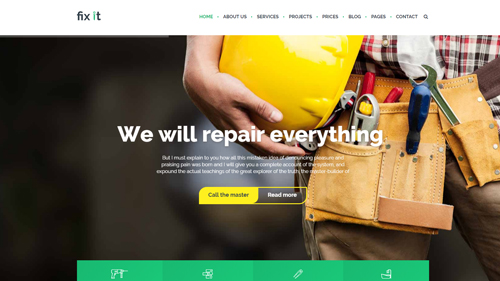 fix it
HOME ABOUT US SERVICES PROJECTS PRICES BLOG PAGES CONTACT
We will repair everything
But I must explain to you how all this mistaken idea of denouncing pleasure and
praising pain was born and I will give you a complete account of the system, and
expound the actual teachings of the great explorer of the truth, the master-builder of
Call the master
Read more